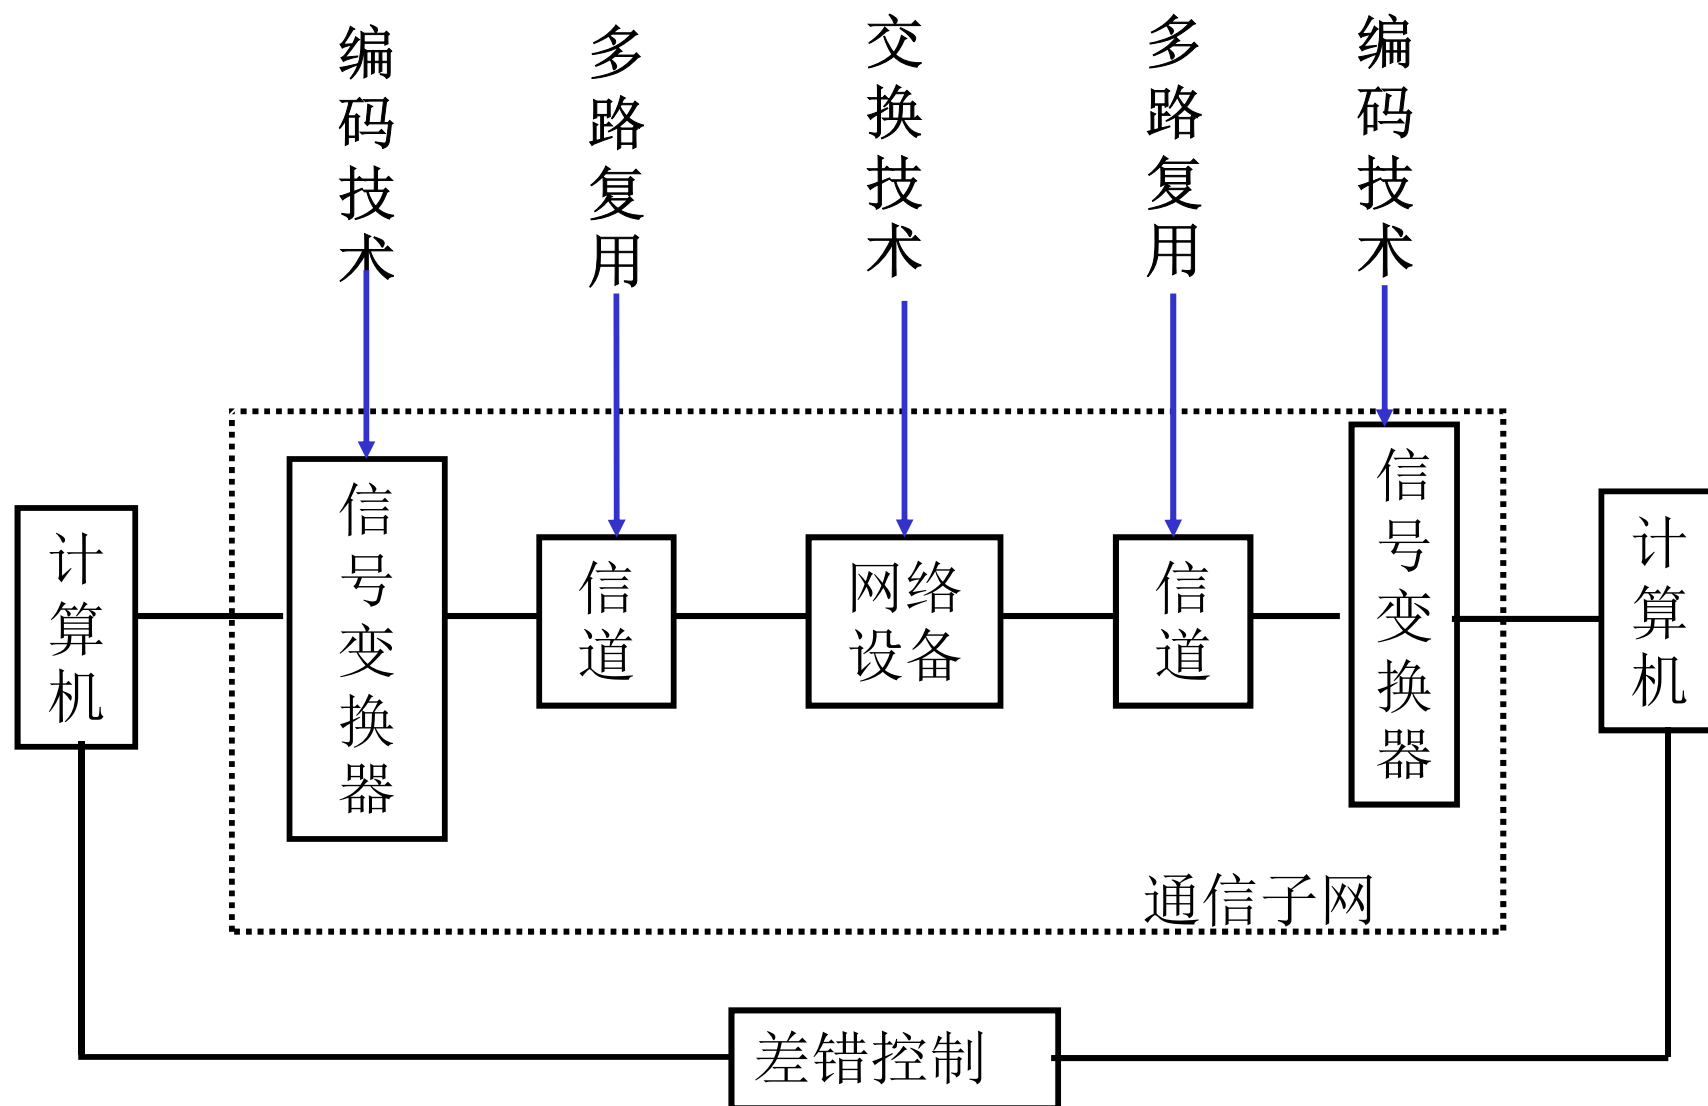 编码技术
多路复用
交换技术
多路复用
编码技术
计算机
信号变换器
信道
网络
设备
信道
信号变换器
计算机
通信子网
差错控制